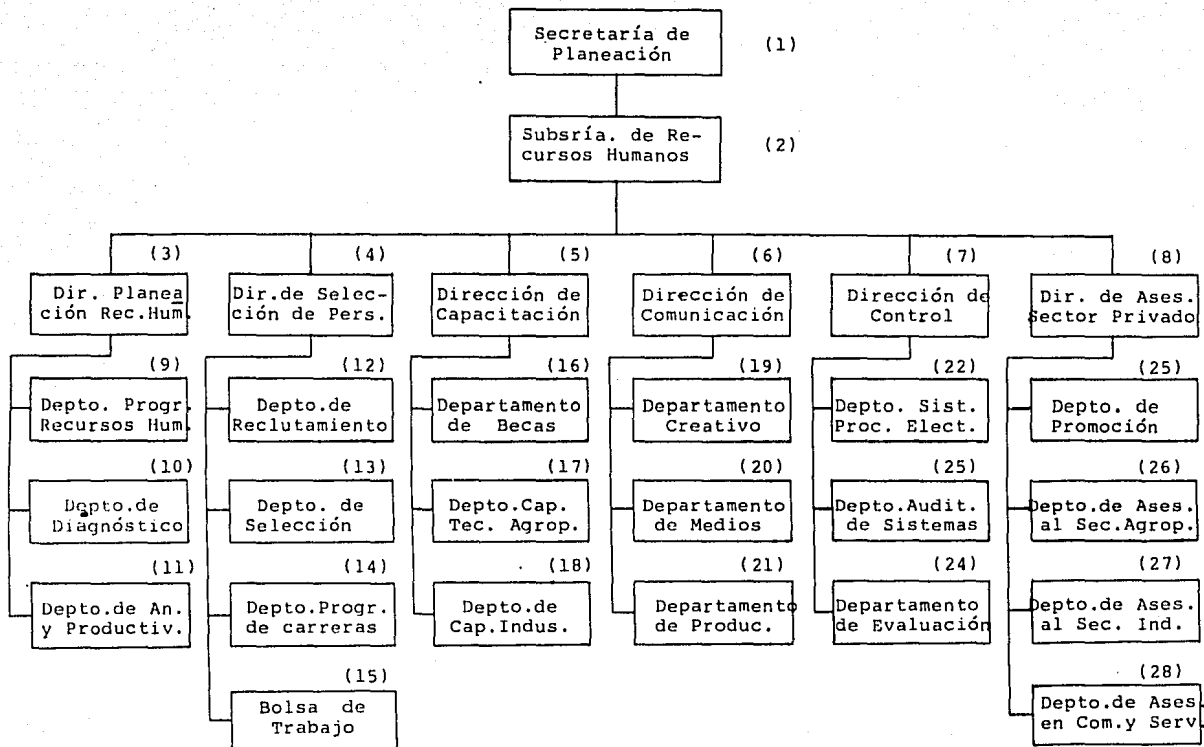 Secretaría de
Planeación
(1)
Subsría. de Re-
cursos Humanos
(2)
(3)
Dir. Planea
ción Rec.Hum.
(4)
Dir.de Selec-
ción de Pers.
(5)
Dirección de
Capacitación
(6)
Dirección de
Comunicación
(7)
Dirección de
Control
(8)
Dir. de Ases.
Sector Privado
(9)
Depto. Progr.
Recursos Hum.
(12)
Depto.de
Reclutamiento
(16)
Departamento
de Becas
(19)
Departamento
Creativo
(22)
Depto. Sist.
Proc. Elect.
(25)
Depto. de
Promoción
(10)
Depto.de
Diagnóstico
(13)
Depto. de
Selección
(17)
Depto.Cap.
Tec. Agrop.
(20)
Departamento
de Medios
(25)
Depto.Audit.
de Sistemas
(26)
Depto.de Ases.
al Sec.Agrop.
(11)
Depto.de An.
y Productiv.
(14)
Depto.Progr.
de carreras
(18)
Depto.de
Cap.Indus.
(21)
Departamento
de Produc.
(24)
Departamento
de Evaluación
(27)
Depto.de Ases.
al Sec. Ind.
(15)
Bolsa de
Trabajo
(28)
Depto.de Ases
en Com.y Serv.